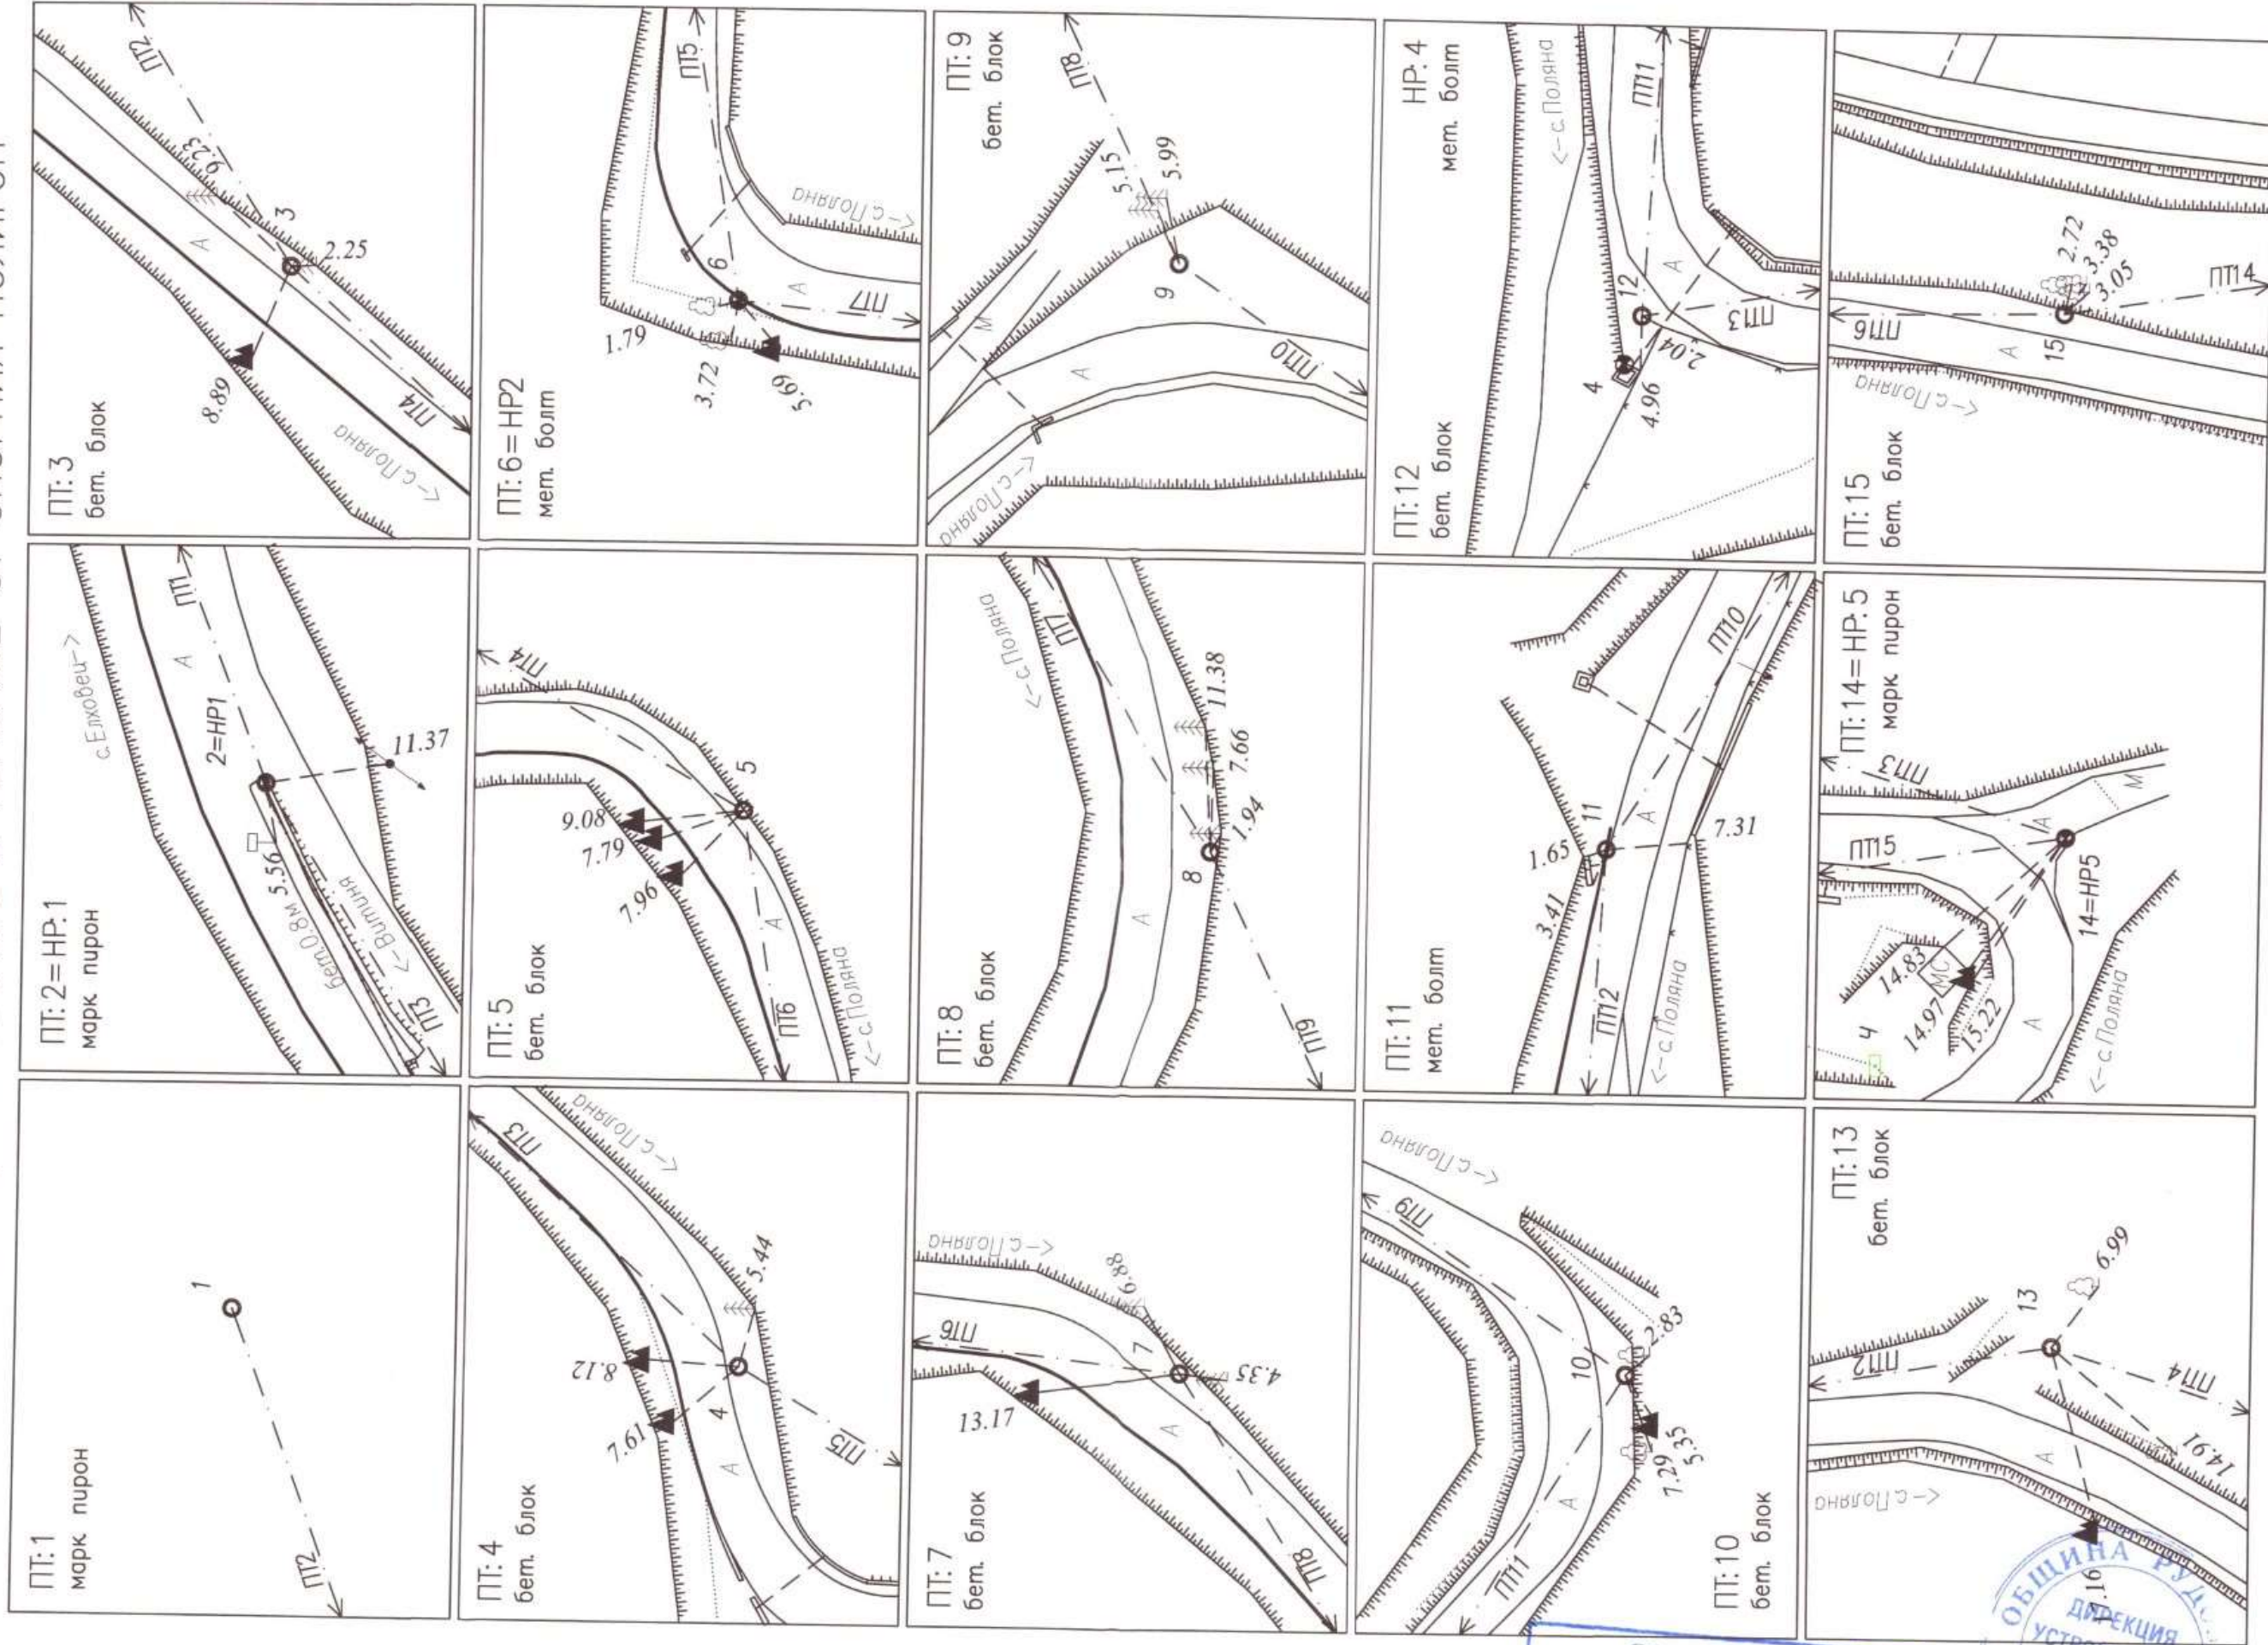 ПТ:1
марк пирон
1
ПТ2
ПТ:2=НР:1
марк пирон
с.Елховец->
А
ПТ1
2=НР1
5.56
бет.0.8м
<-Витиня
11.37
ПТ3
ПТ:3
бет. блок
ПТ2
9.23
А
3
2.25
8.89
ПТ4
<-с.Поляна
ПТ:4
бет. блок
ПТ3
<-с.Поляна
8.12
7.61
5.44
4
А
ПТ5
ПТ:5
бет. блок
ПТ4
9.08
7.79
7.96
5
А
ПТ6
<-с.Поляна
ПТ:6=НР2
мет. болт
ПТ5
1.79
3.72
5.69
6
А
ПТ7
<-с.Поляна
ПТ:7
бет. блок
<-с.Поляна
ПТ6
6.88
7
4.35
13.17
А
ПТ8
ПТ:8
бет. блок
<-с.Поляна
ПТ7
11.38
7.66
1.94
8
А
ПТ9
ПТ:9
бет. блок
ПТ8
5.15
5.99
9
М
А
ПТ10
<-с.Поляна
ПТ:10
бет. блок
<-с.Поляна
ПТ9
2.83
10
А
7.29
5.35
ПТ11
ПТ:11
мет. болт
1.65
11
3.41
А
ПТ10
7.31
ПТ12
<-с.Поляна
ПТ:12
бет. блок
НР:4
мет. болт
<-с.Поляна
ПТ11
12
А
4
2.04
4.96
ПТ13
ПТ:13
бет. блок
13
6.99
ПТ12
ПТ14
14.91
А
<-с.Поляна
ПТ:14=НР:5
марк пирон
ПТ13
ПТ15
М
А
14=НР5
14.83
МС
14.97
15.22
Ч
А
<-с.Поляна
ПТ:15
бет. блок
2.72
3.38
3.05
ПТ14
ПТ16
15
А
<-с.Поляна
ОБЩИНА
ДИРЕКЦИЯ